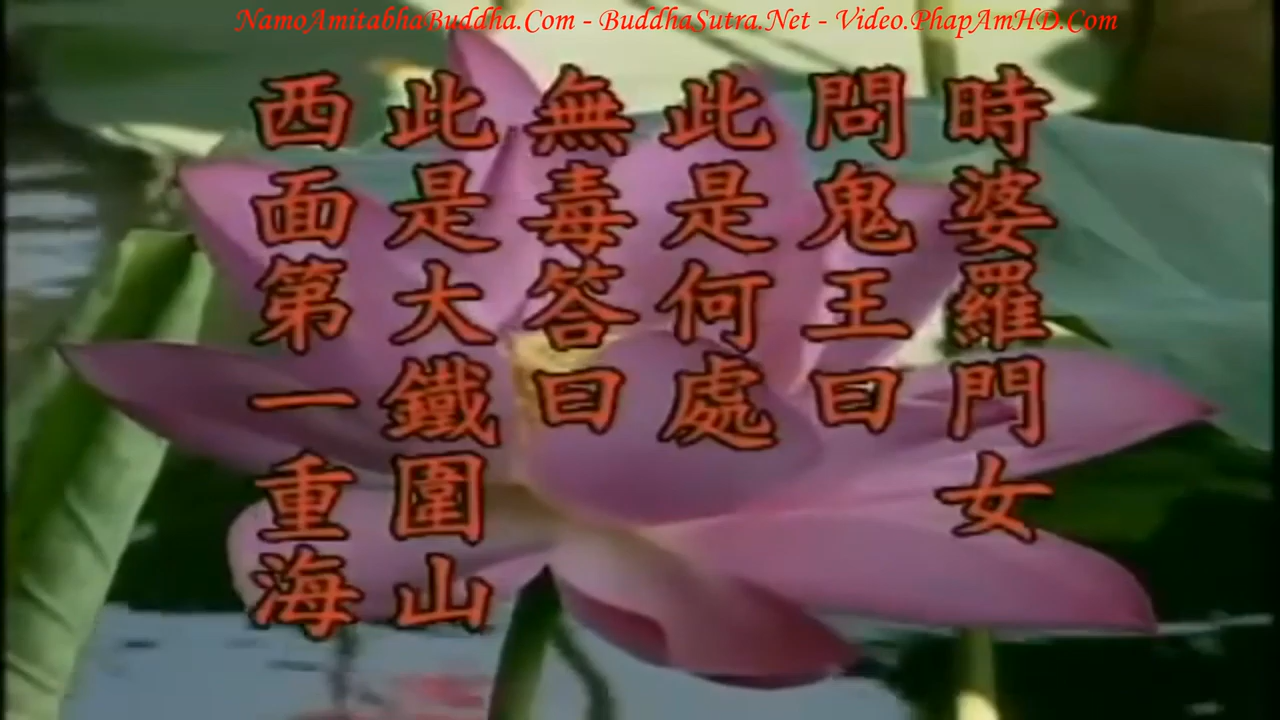 NamoAmitabhaBuddha.Com - BuddhaSutra.Net - Video.PhapAmHD.Com
時婆羅門女
問鬼王曰
此是何處
無毒答曰
此是大鐵圍山
西面第一重海